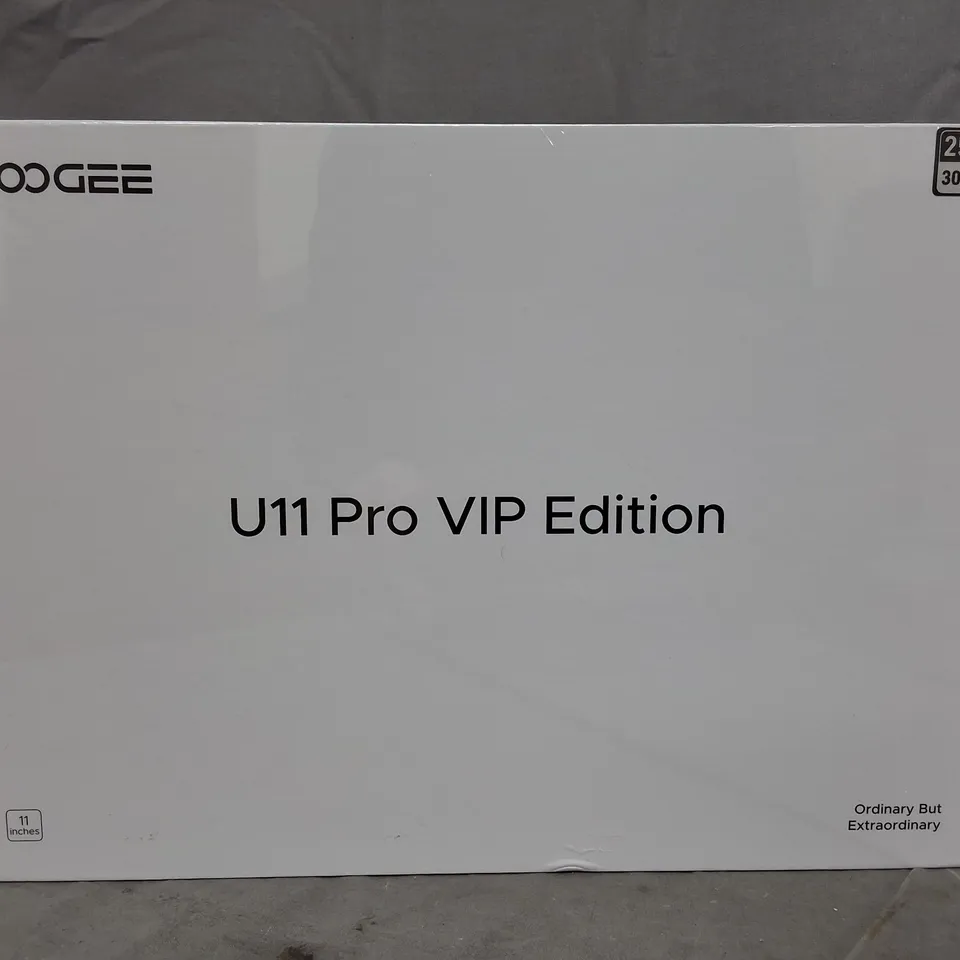 OOGEE
U11 Pro VIP Edition
11
inches
Ordinary But
Extraordinary